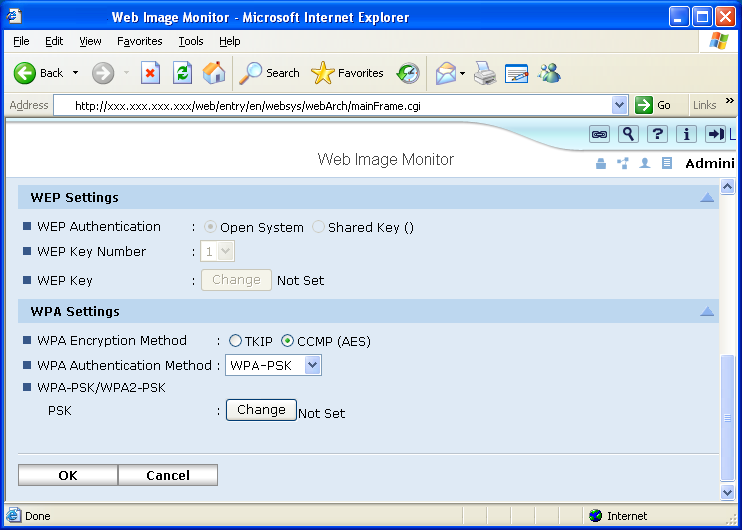 Web Image Monitor - Microsoft Internet Explorer
File Edit View Favorites Tools Help
Back Search Favorites
Address http://xxx.xxx.xxx.xxx/web/entry/en/websys/webArch/mainFrame.cgi Go Links »
? i L
Web Image Monitor Admini
WEP Settings
WEP Authentication : Open System Shared Key ()
WEP Key Number : 1
WEP Key : Change Not Set
WPA Settings
WPA Encryption Method : TKIP CCMP (AES)
WPA Authentication Method : WPA-PSK
WPA-PSK/WPA2-PSK
PSK : Change Not Set
OK Cancel
Done Internet